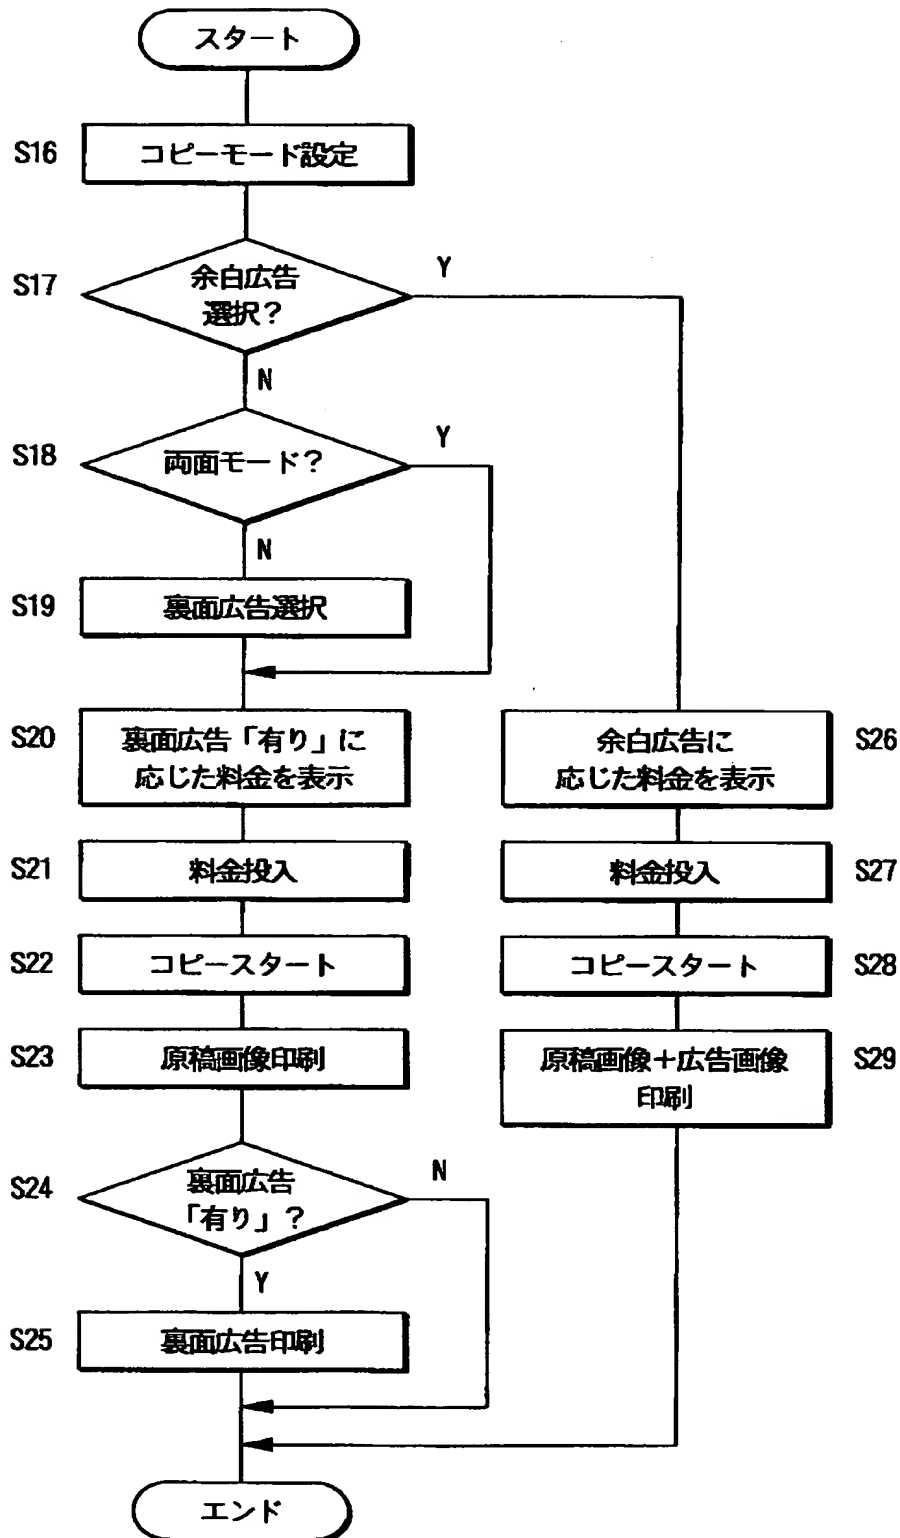 スタート
S16
コピーモード設定
S17
余白広告
選択？
Y
N
S18
両面モード？
Y
N
S19
裏面広告選択
S20
裏面広告「有り」に
応じた料金を表示
S21
料金投入
S22
コピースタート
S23
原稿画像印刷
S24
裏面広告
「有り」？
N
Y
S25
裏面広告印刷
余白広告に
応じた料金を表示
S26
料金投入
S27
コピースタート
S28
原稿画像＋広告画像
印刷
S29
エンド